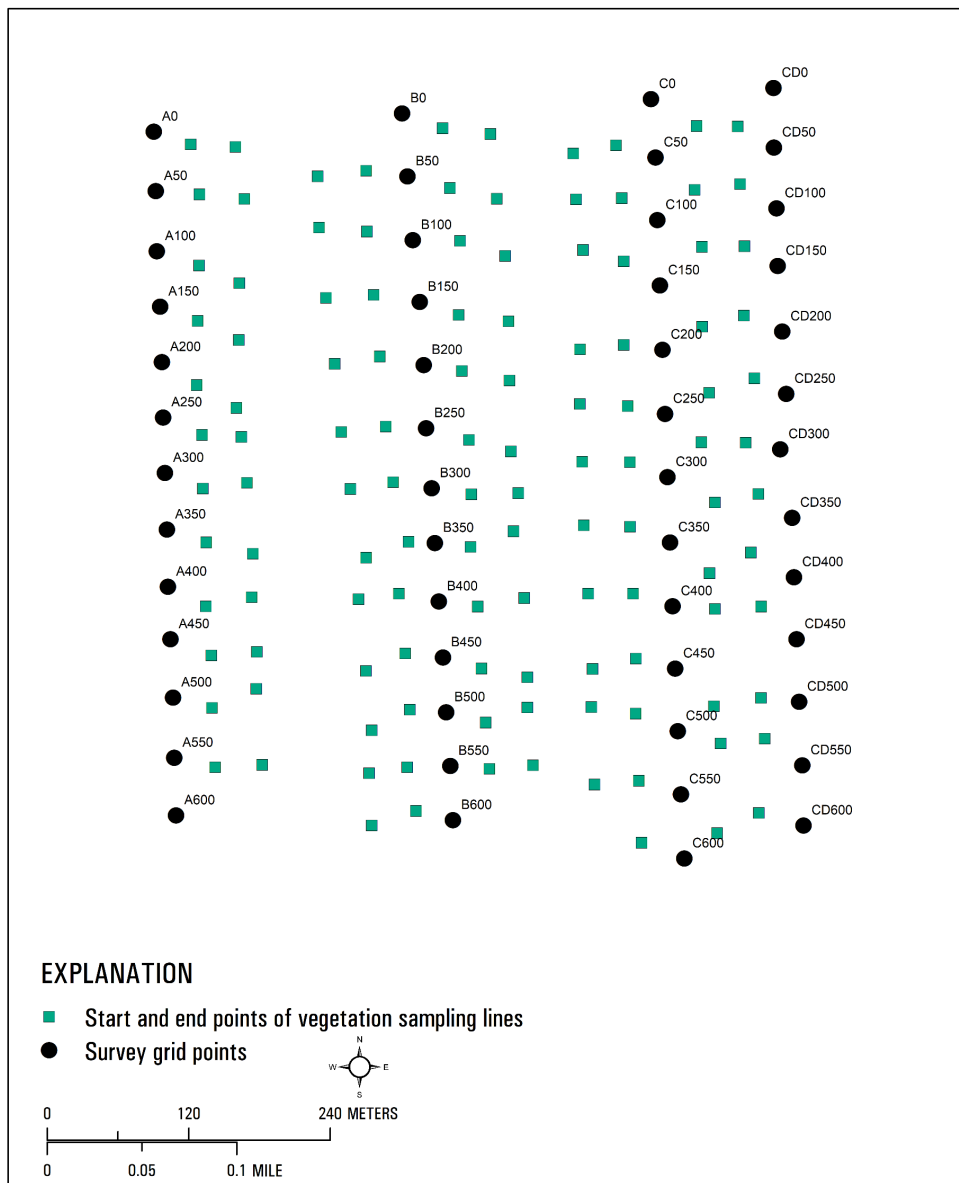 CD0
C0
B0
A0
CD50
C50
B50
A50
CD100
C100
B100
A100
CD150
C150
B150
A150
CD200
C200
B200
A200
CD250
C250
B250
A250
CD300
C300
B300
A300
CD350
C350
B350
A350
CD400
C400
B400
A400
CD450
C450
B450
A450
CD500
C500
B500
A500
CD550
C550
B550
A550
CD600
C600
B600
A600
EXPLANATION
Start and end points of vegetation sampling lines
Survey grid points
N
W E
S
0 120 240 METERS
0 0.05 0.1 MILE